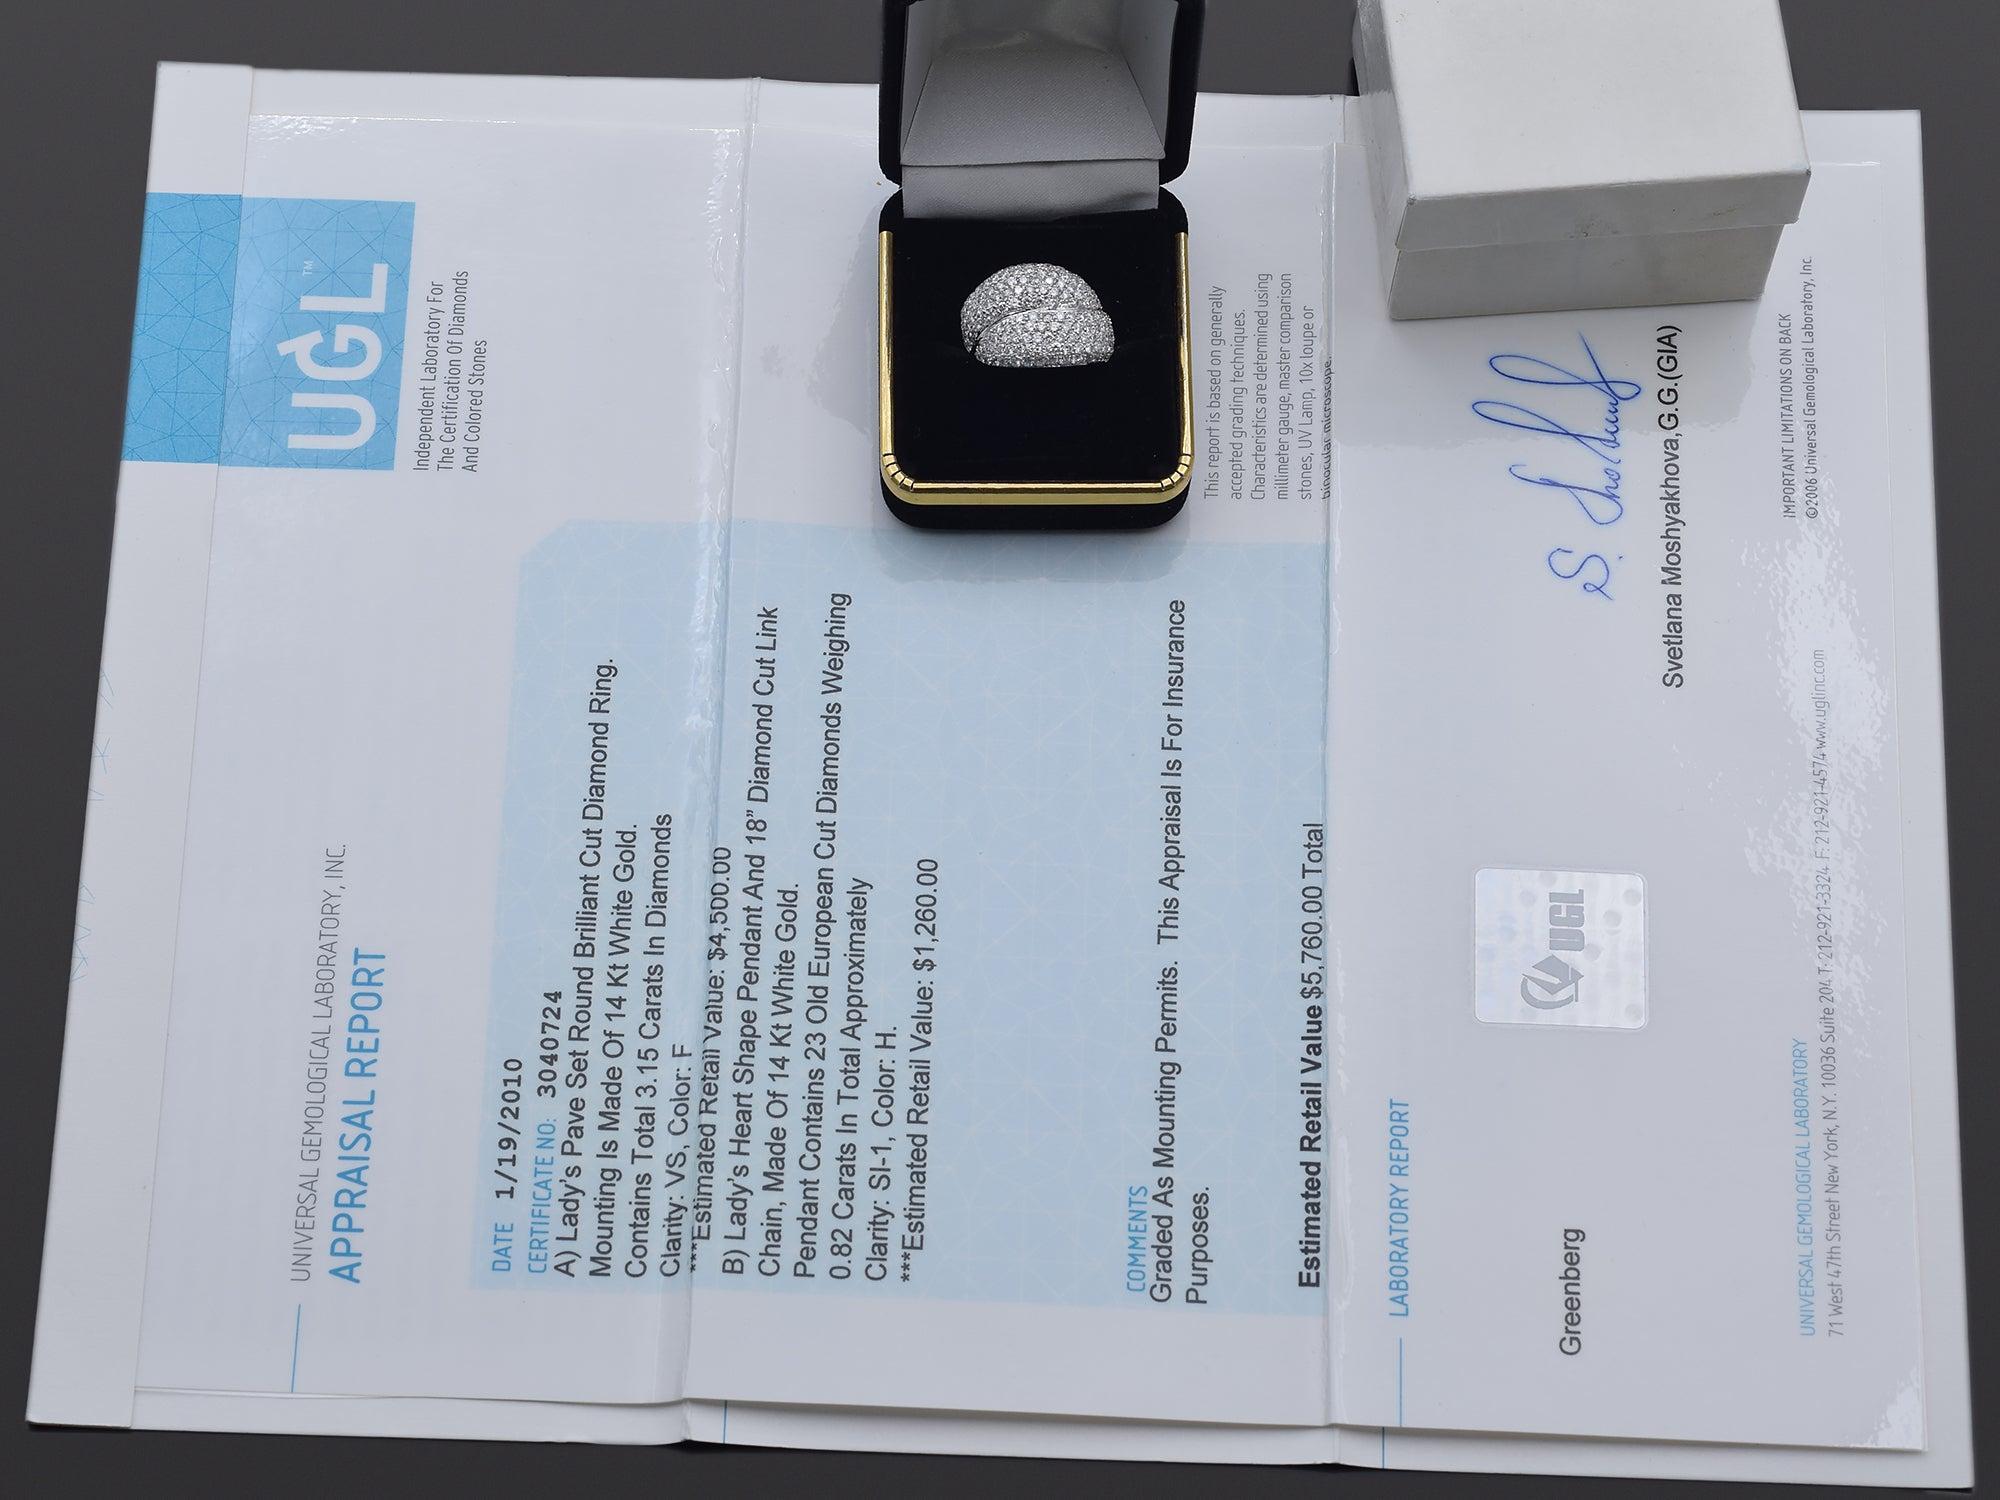 UGL™
Independent Laboratory For
The Certification Of Diamonds
And Colored Stones
UNIVERSAL GEMOLOGICAL LABORATORY, INC.
APPRAISAL REPORT
DATE 1/19/2010
CERTIFICATE NO: 3040724
A) Lady's Pave Set Round Brilliant Cut Diamond Ring.
Mounting Is Made Of 14 Kt White Gold.
Contains Total 3.15 Carats In Diamonds
Clarity: VS, Color: F
***Estimated Retail Value: $4,500.00
B) Lady's Heart Shape Pendant And 18” Diamond Cut Link
Chain, Made Of 14 Kt White Gold.
Pendant Contains 23 Old European Cut Diamonds Weighing
0.82 Carats In Total Approximately
Clarity: SI-1, Color: H.
***Estimated Retail Value: $1,260.00
COMMENTS
Graded As Mounting Permits. This Appraisal Is For Insurance
Purposes.
Estimated Retail Value $5,760.00 Total
This report is based on generally
accepted grading techniques.
Characteristics are determined using
millimeter gauge, master comparison
stones, UV Lamp, 10x loupe or
binocular microscope.
LABORATORY REPORT
Greenberg
UGL
Svetlana Moshyakhova,G.G.(GIA)
IMPORTANT LIMITATIONS ON BACK
©2006 Universal Gemological Laboratory, Inc
UNIVERSAL GEMOLOGICAL LABORATORY
71 West 47th Street New York, N.Y. 10036 Suite 204 T: 212-921-3324 F: 212-921-4574 www.uglinc.com